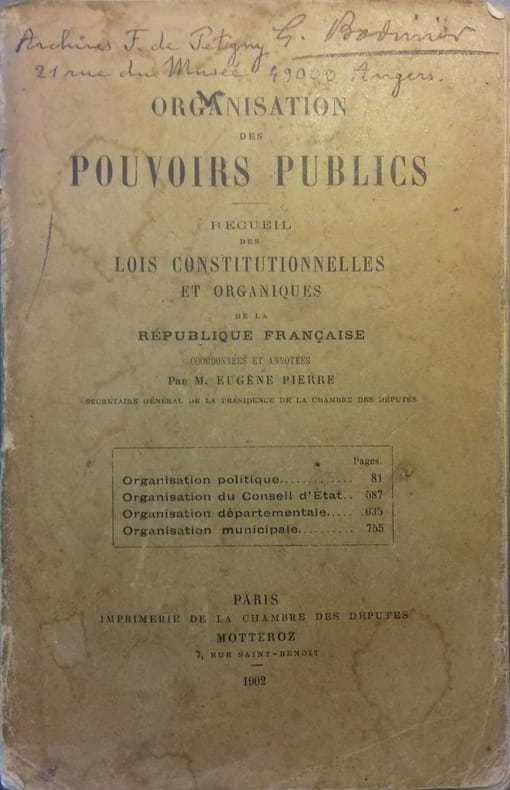 Archives F. de Pétigny G. Bodinier
21 rue du Musée 49000 Angers.
ORGANISATION
DES
POUVOIRS PUBLICS
RECUEIL
DES
LOIS CONSTITUTIONNELLES
ET ORGANIQUES
DE LA
RÉPUBLIQUE FRANÇAISE
COORDONNÉES ET ANNOTÉES
PAR M. EUGÈNE PIERRE
SECRÉTAIRE GÉNÉRAL DE LA PRÉSIDENCE DE LA CHAMBRE DES DÉPUTÉS
Pages.
Organisation politique............. 81
Organisation du Conseil d'État.. 587
Organisation départementale..... 635
Organisation municipale.......... 755
PARIS
IMPRIMERIE DE LA CHAMBRE DES DÉPUTÉS
MOTTEROZ
7, RUE SAINT-BENOIT
1902